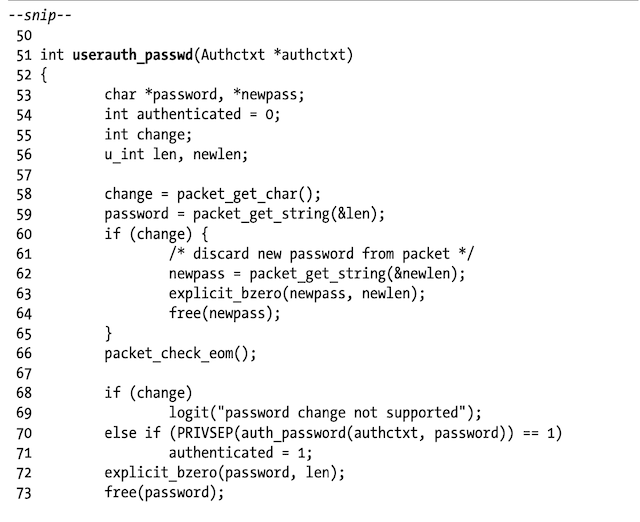 --snip--
50
51 int userauth_passwd(Authctxt *authctxt)
52 {
53         char *password, *newpass;
54         int authenticated = 0;
55         int change;
56         u_int len, newlen;
57
58         change = packet_get_char();
59         password = packet_get_string(&len);
60         if (change) {
61                 /* discard new password from packet */
62                 newpass = packet_get_string(&newlen);
63                 explicit_bzero(newpass, newlen);
64                 free(newpass);
65         }
66         packet_check_eom();
67
68         if (change)
69                 logit("password change not supported");
70         else if (PRIVSEP(auth_password(authctxt, password)) == 1)
71                 authenticated = 1;
72         explicit_bzero(password, len);
73         free(password);